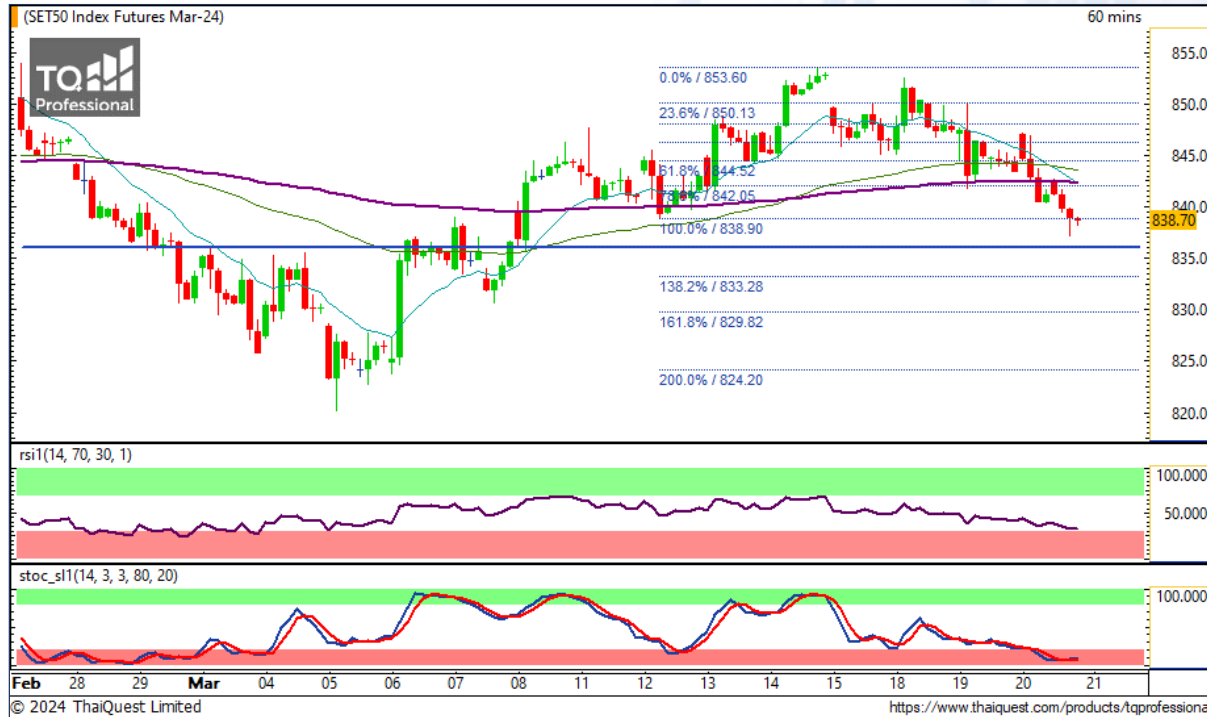 (SET50 Index Futures Mar-24)
60 mins
TQ
Professional
855.0
850.0
845.0
840.0
838.70
835.0
830.0
825.0
820.0
0.0% / 853.60
23.6% / 850.13
61.8% / 844.52
78.6% / 842.05
100.0% / 838.90
138.2% / 833.28
161.8% / 829.82
200.0% / 824.20
rsi1(14, 70, 30, 1)
100.000
50.000
stoc_sl1(14, 3, 3, 80, 20)
100.000
Feb 28 29 Mar 04 05 06 07 08 11 12 13 14 15 18 19 20 21
© 2024 ThaiQuest Limited
https://www.thaiquest.com/products/tqprofessional